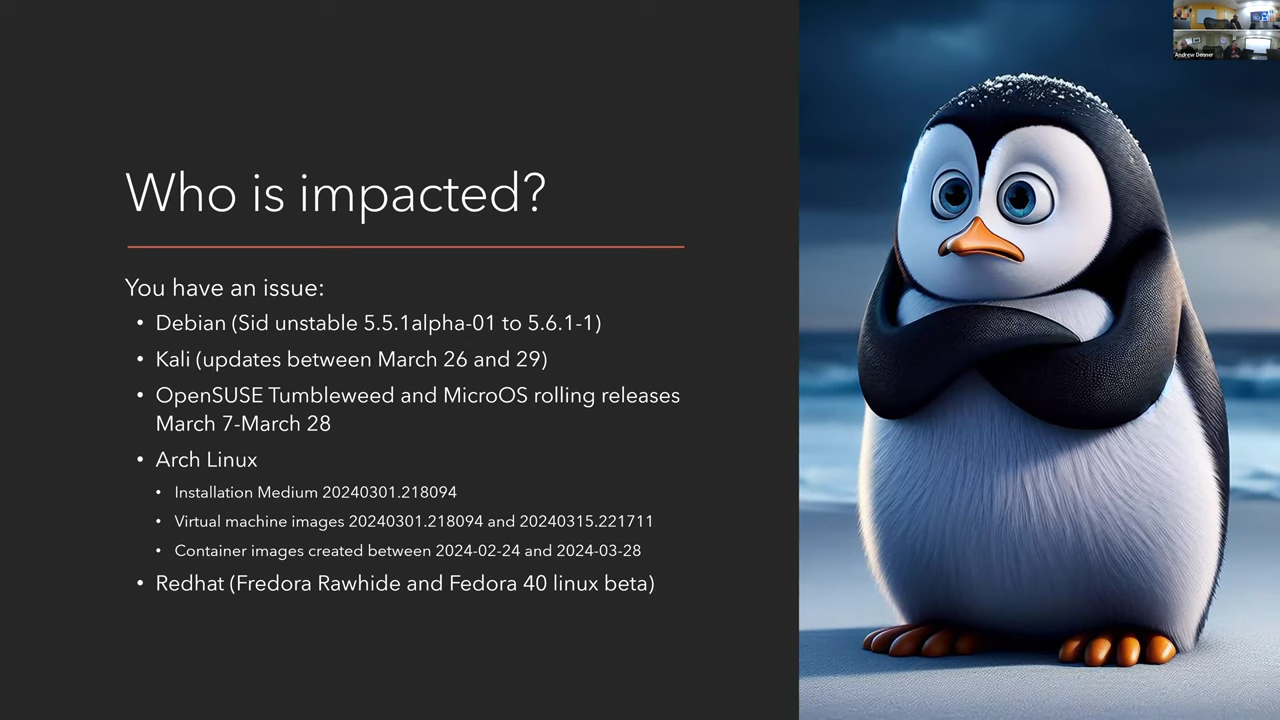 Who is impacted?
You have an issue:
• Debian (Sid unstable 5.5.1alpha-01 to 5.6.1-1)
• Kali (updates between March 26 and 29)
• OpenSUSE Tumbleweed and MicroOS rolling releases
March 7-March 28
• Arch Linux
• Installation Medium 20240301.218094
• Virtual machine images 20240301.218094 and 20240315.221711
• Container images created between 2024-02-24 and 2024-03-28
• Redhat (Fredora Rawhide and Fedora 40 linux beta)
Andrew Denner